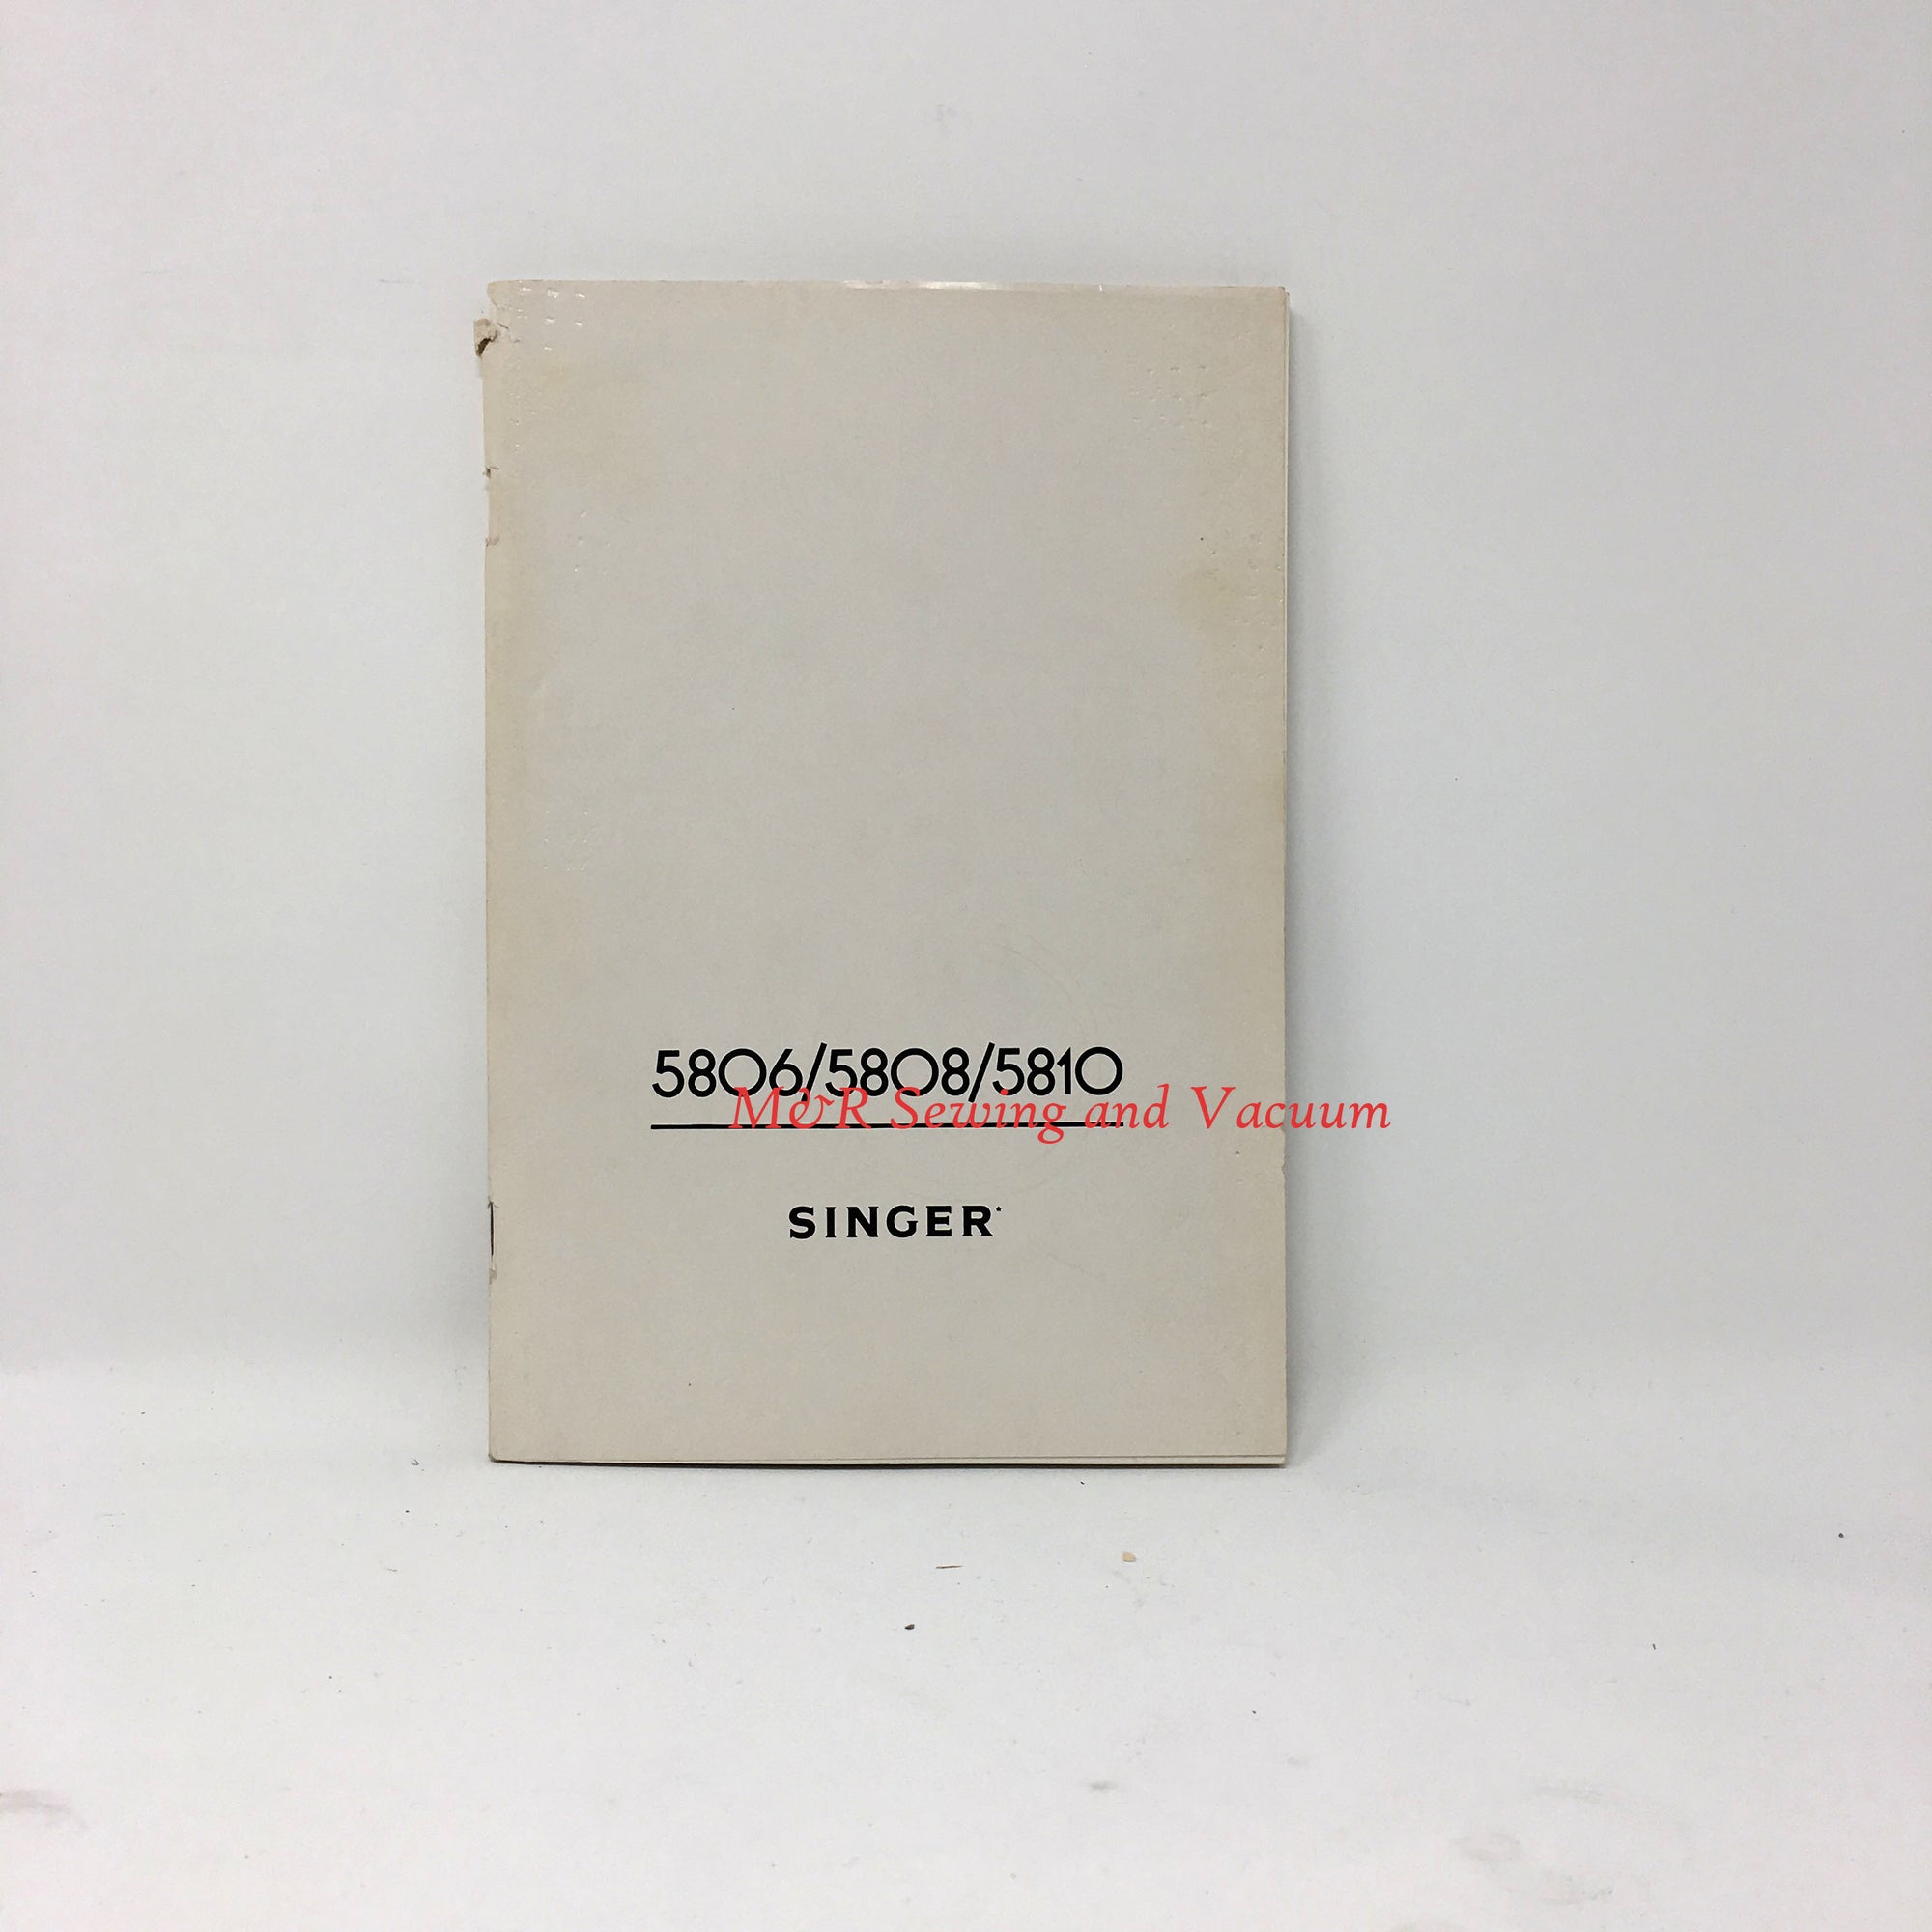 5806/5808/5810
M&R Sewing and Vacuum
SINGER*